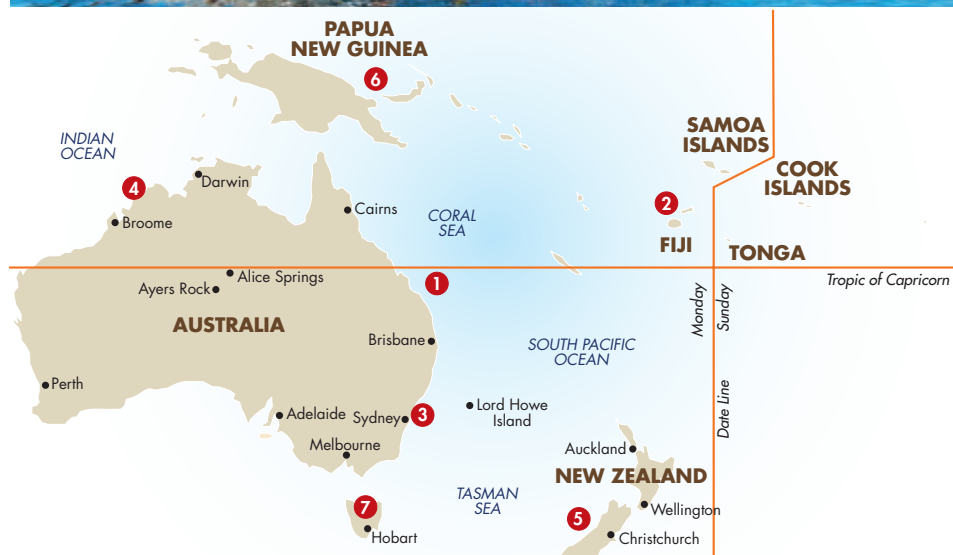 PAPUA
NEW GUINEA
6
INDIAN
OCEAN
SAMOA
ISLANDS
COOK
ISLANDS
4
Darwin
Broome
Cairns
CORAL
SEA
2
FIJI
TONGA
Alice Springs
Ayers Rock
1
Tropic of Capricorn
AUSTRALIA
Brisbane
SOUTH PACIFIC
OCEAN
Monday
Sunday
Date Line
Perth
Adelaide
Sydney
3
Lord Howe
Island
Melbourne
Auckland
NEW ZEALAND
TASMAN
SEA
7
Hobart
5
Wellington
Christchurch